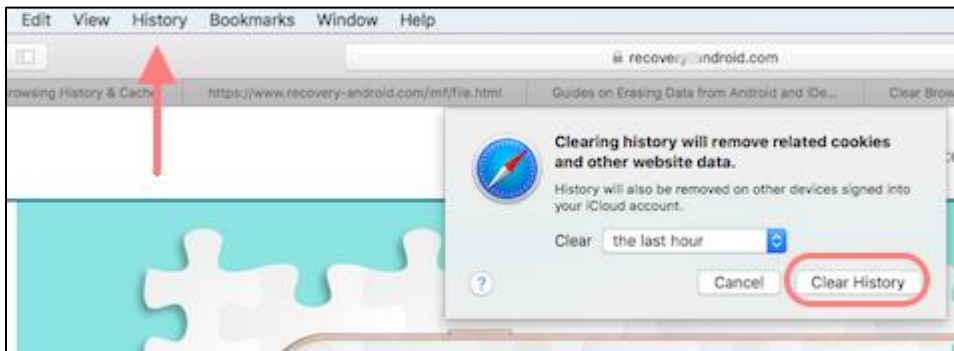 Edit View History Bookmarks Window Help
recovery android.com
rowsing History & Cache https://www.recovery-android.com/mf/file.html Guides on Erasing Data from Android and iDe... Clear Brow
Clearing history will remove related cookies
and other website data.
History will also be removed on other devices signed into
your iCloud account.
Clear the last hour
? Cancel Clear History